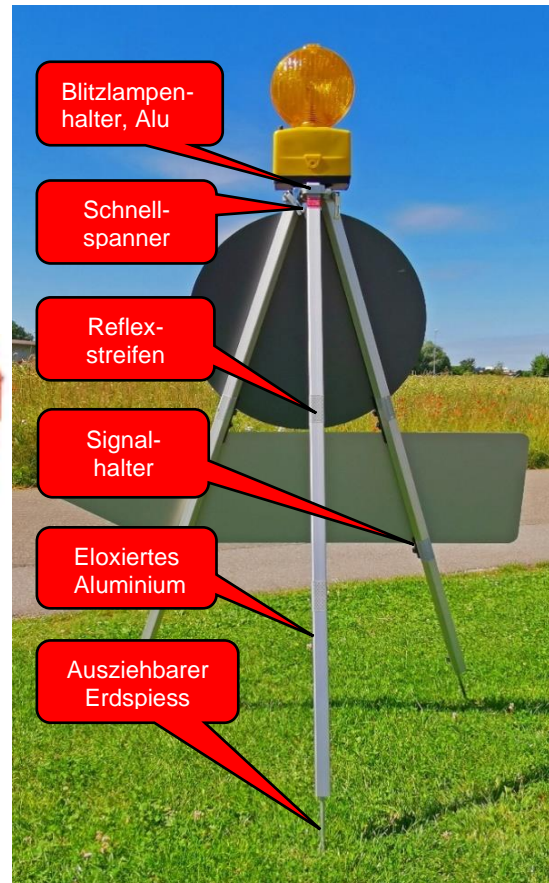 Blitzlampen-
halter, Alu
Schnell-
spanner
Reflex-
streifen
Signal-
halter
Eloxiertes
Aluminium
Ausziehbarer
Erdspiess